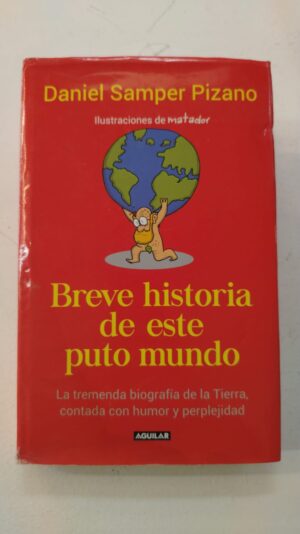 Daniel Samper Pizano
Ilustraciones de matador
Breve historia
de este
puto mundo
La tremenda biografía de la Tierra,
contada con humor y perplejidad
AGUILAR